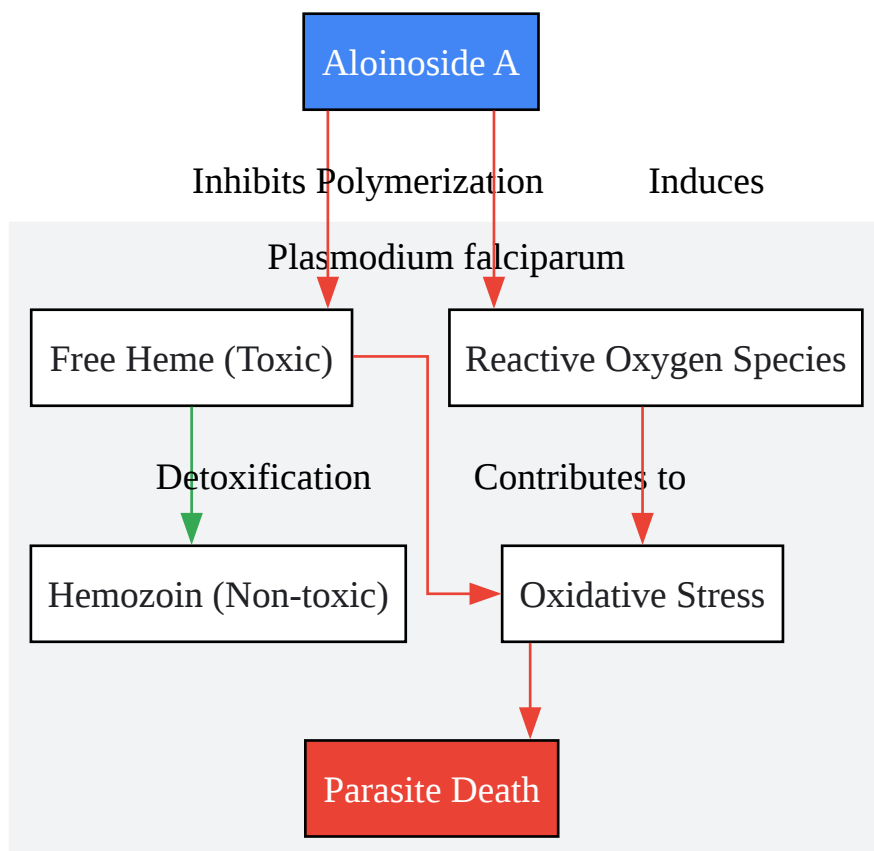 Aloinoside A
Inhibits Polymerization
Induces
Plasmodium falciparum
Free Heme (Toxic)
Reactive Oxygen Species
Detoxification
Contributes to
Hemozoin (Non-toxic)
Oxidative Stress
Parasite Death